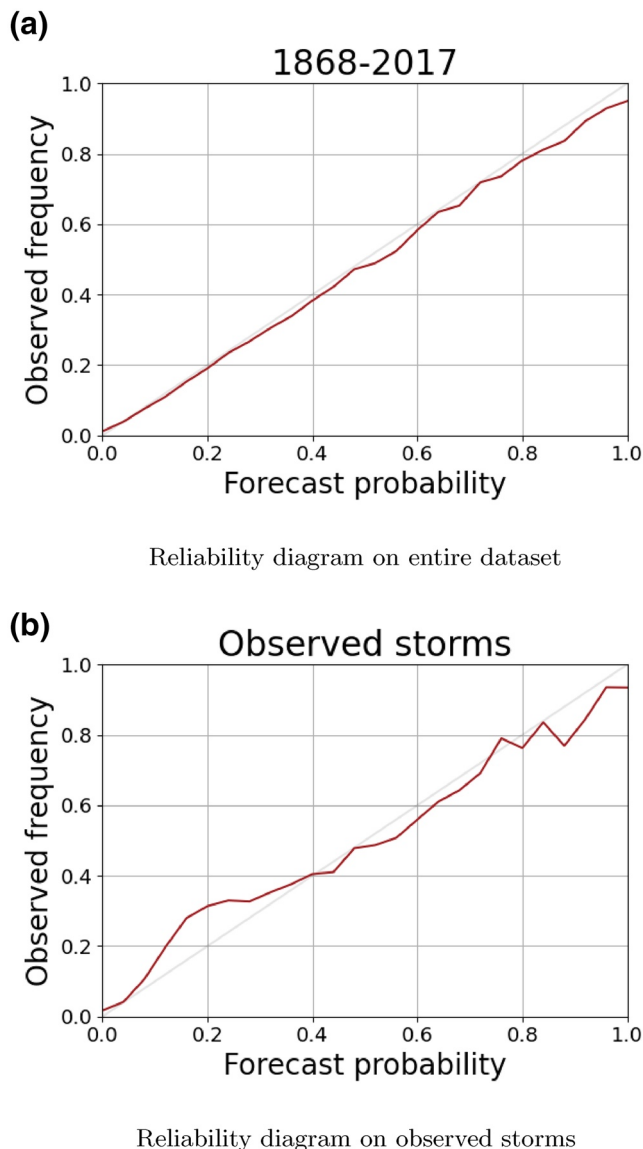 (a)
1868-2017
Observed frequency
1.0
0.8
0.6
0.4
0.2
0.0
0.0 0.2 0.4 0.6 0.8 1.0
Forecast probability
Reliability diagram on entire dataset
(b)
Observed storms
Observed frequency
1.0
0.8
0.6
0.4
0.2
0.0
0.0 0.2 0.4 0.6 0.8 1.0
Forecast probability
Reliability diagram on observed storms